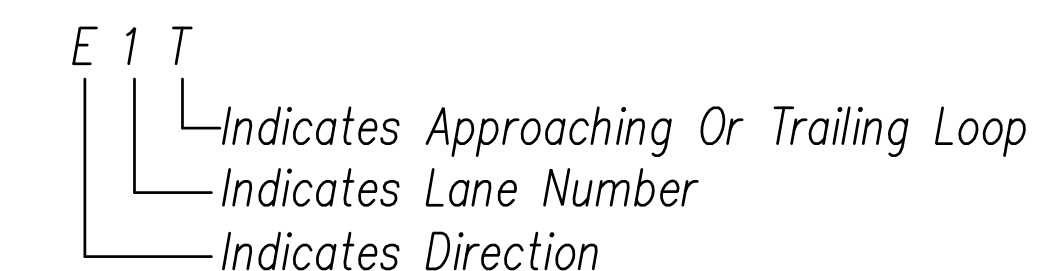 E 1 T
Indicates Approaching Or Trailing Loop
Indicates Lane Number
Indicates Direction